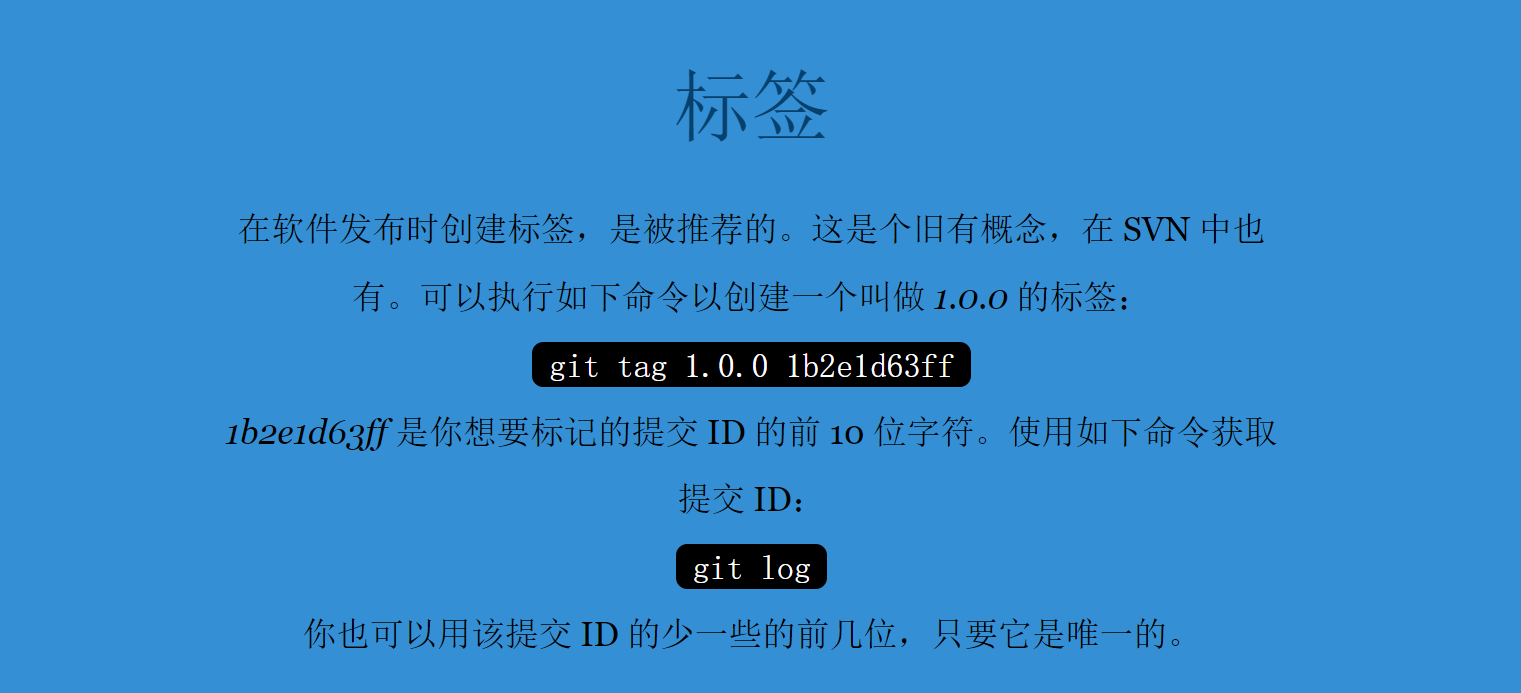 标签
在软件发布时创建标签，是被推荐的。这是个旧有概念，在 SVN 中也
有。可以执行如下命令以创建一个叫做 1.0.0 的标签：
git tag 1.0.0 1b2e1d63ff
1b2e1d63ff 是你想要标记的提交 ID 的前 10 位字符。使用如下命令获取
提交 ID：
git log
你也可以用该提交 ID 的少一些的前几位，只要它是唯一的。